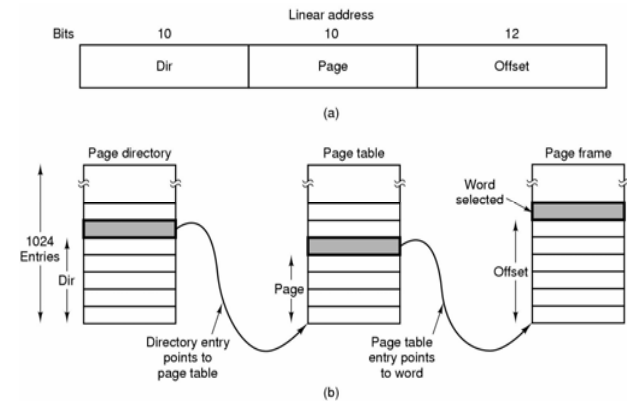 Linear address
Bits 10 10 12
Dir Page Offset
(a)
Page directory Page table Page frame
Word
selected
1024
Entries
Dir
Page
Offset
Directory entry
points to
page table
Page table
entry points
to word
(b)